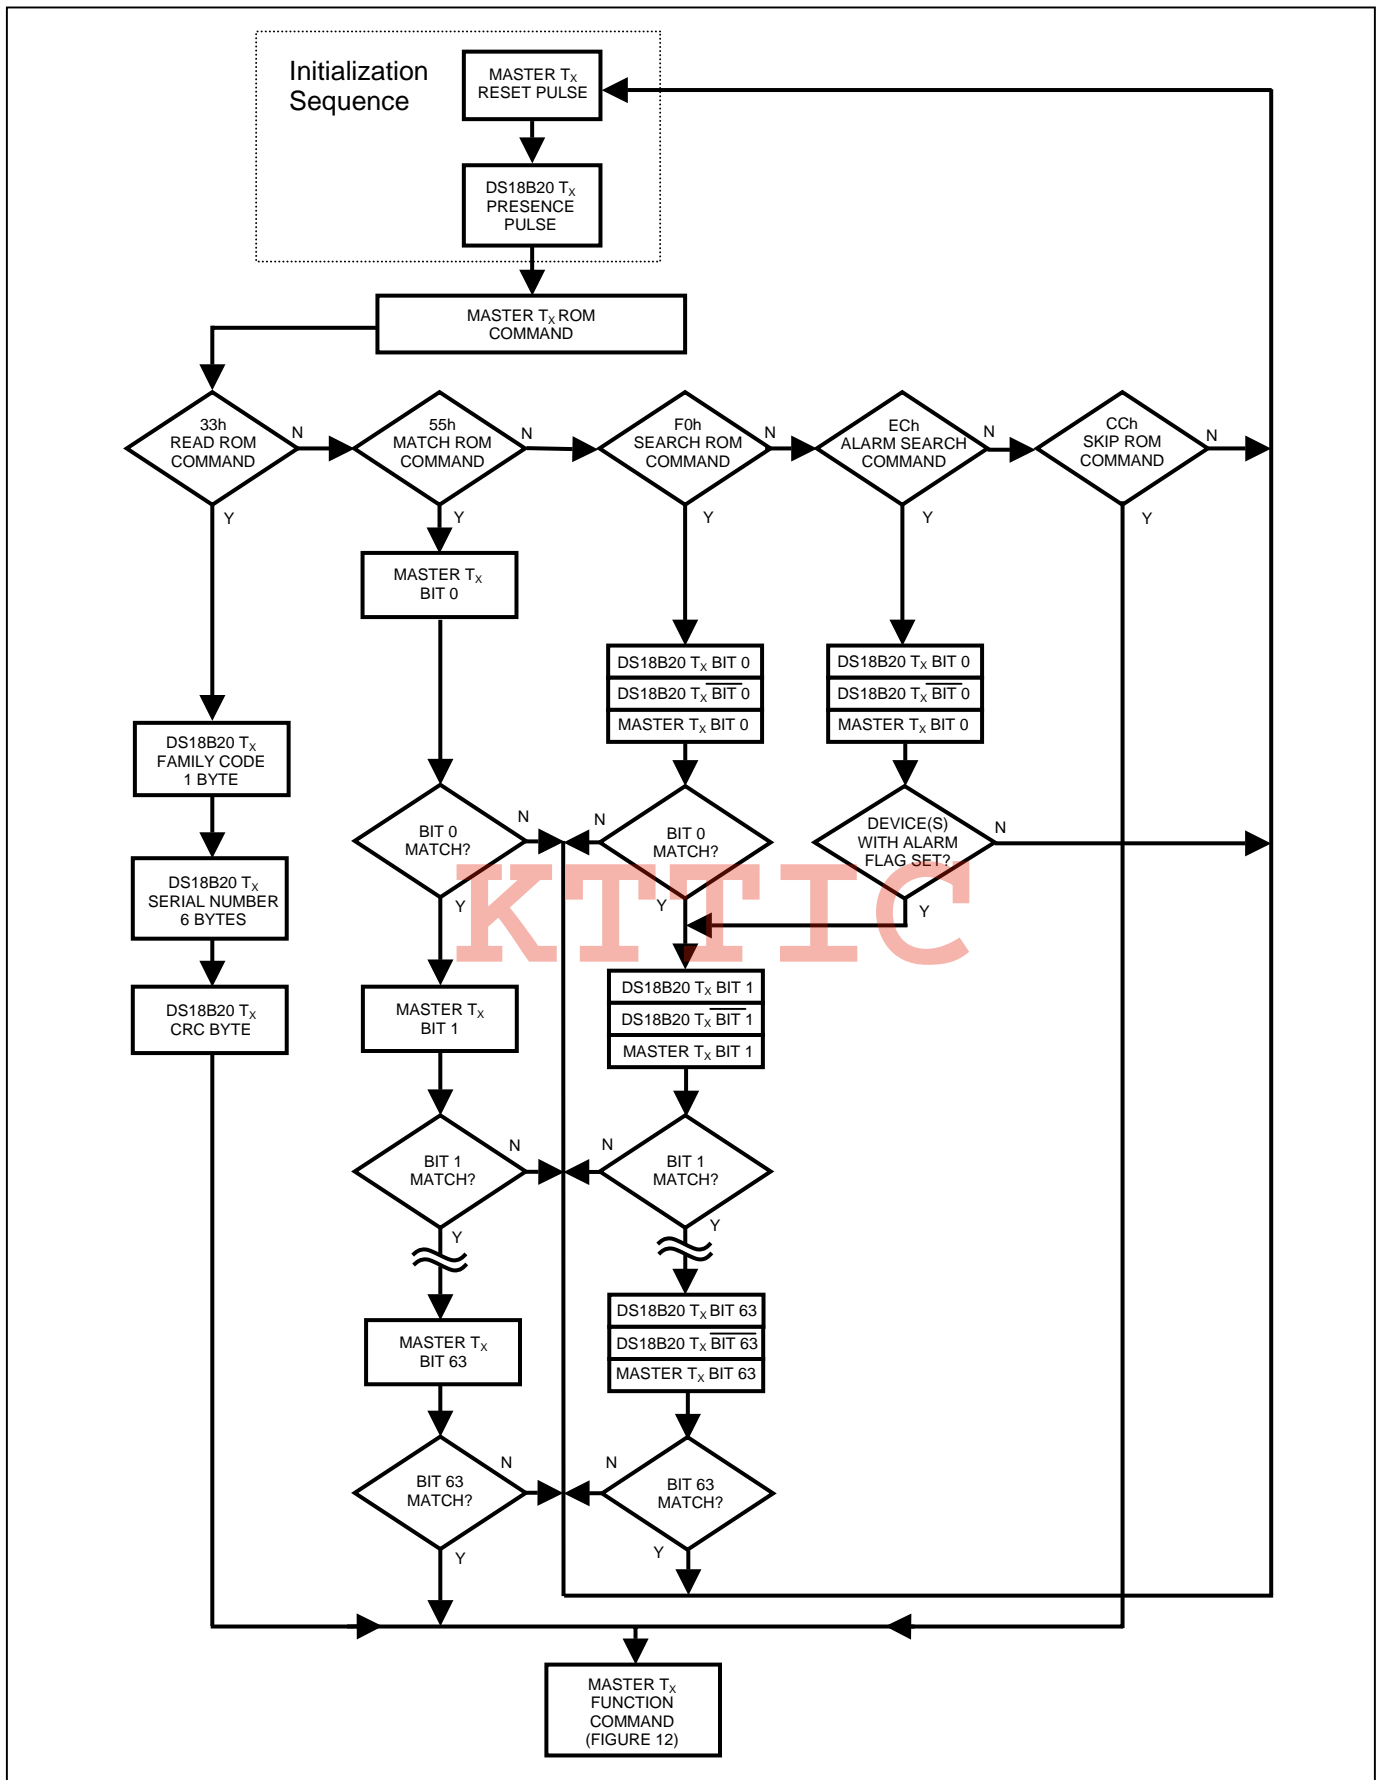 Initialization
Sequence
MASTER TX
RESET PULSE
DS18B20 TX
PRESENCE
PULSE
MASTER TX ROM
COMMAND
33h
READ ROM
COMMAND
N
Y
55h
MATCH ROM
COMMAND
N
Y
F0h
SEARCH ROM
COMMAND
N
Y
ECh
ALARM SEARCH
COMMAND
N
Y
CCh
SKIP ROM
COMMAND
N
Y
MASTER TX
BIT 0
DS18B20 TX BIT 0
DS18B20 TX BIT 0
MASTER TX BIT 0
DS18B20 TX BIT 0
DS18B20 TX BIT 0
MASTER TX BIT 0
DS18B20 TX
FAMILY CODE
1 BYTE
BIT 0
MATCH?
N
Y
N
BIT 0
MATCH?
Y
DEVICE(S)
WITH ALARM
FLAG SET?
N
Y
KTTIC
DS18B20 TX
SERIAL NUMBER
6 BYTES
DS18B20 TX
CRC BYTE
MASTER TX
BIT 1
DS18B20 TX BIT 1
DS18B20 TX BIT 1
MASTER TX BIT 1
BIT 1
MATCH?
N
Y
N
BIT 1
MATCH?
Y
MASTER TX
BIT 63
DS18B20 TX BIT 63
DS18B20 TX BIT 63
MASTER TX BIT 63
BIT 63
MATCH?
N
Y
N
BIT 63
MATCH?
Y
MASTER TX
FUNCTION
COMMAND
(FIGURE 12)